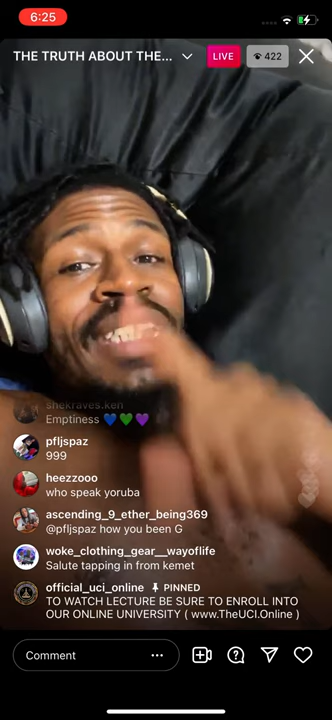 6:25
THE TRUTH ABOUT THE...
LIVE
422
shekraves.ken
Emptiness 💙💚💜
pfljspaz
999
heezzooo
who speak yoruba
ascending_9_ether_being369
@pfljspaz how you been G
woke_clothing_gear__wayoflife
Salute tapping in from kemet
official_uci_online PINNED
TO WATCH LECTURE BE SURE TO ENROLL INTO
OUR ONLINE UNIVERSITY ( www.TheUCI.Online )
Comment